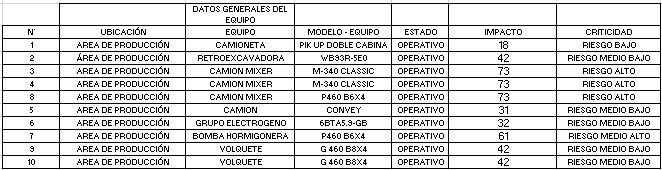 DATOS GENERALES DEL EQUIPO
N° UBICACIÓN EQUIPO MODELO - EQUIPO ESTADO IMPACTO CRITICIDAD
1 AREA DE PRODUCCIÓN CAMIONETA PIK UP DOBLE CABINA OPERATIVO 18 RIESGO BAJO
2 ÁREA DE PRODUCCIÓN RETROEXCAVADORA WB93R-5E0 OPERATIVO 42 RIESGO MEDIO BAJO
3 AREA DE PRODUCCIÓN CAMION MIXER M-340 CLASSIC OPERATIVO 73 RIESGO ALTO
4 AREA DE PRODUCCIÓN CAMION MIXER M-340 CLASSIC OPERATIVO 73 RIESGO ALTO
8 AREA DE PRODUCCIÓN CAMION MIXER P460 B6X4 OPERATIVO 73 RIESGO ALTO
5 AREA DE PRODUCCIÓN CAMION CONVEY OPERATIVO 31 RIESGO MEDIO BAJO
6 AREA DE PRODUCCIÓN GRUPO ELECTROGENO 6BTA5.9-GB OPERATIVO 32 RIESGO MEDIO BAJO
7 AREA DE PRODUCCIÓN BOMBA HORMIGONERA P460 B6X4 OPERATIVO 61 RIESGO MEDIO ALTO
9 AREA DE PRODUCCIÓN VOLQUETE G 460 B8X4 OPERATIVO 42 RIESGO MEDIO BAJO
10 AREA DE PRODUCCIÓN VOLQUETE G 460 B8X4 OPERATIVO 42 RIESGO MEDIO BAJO